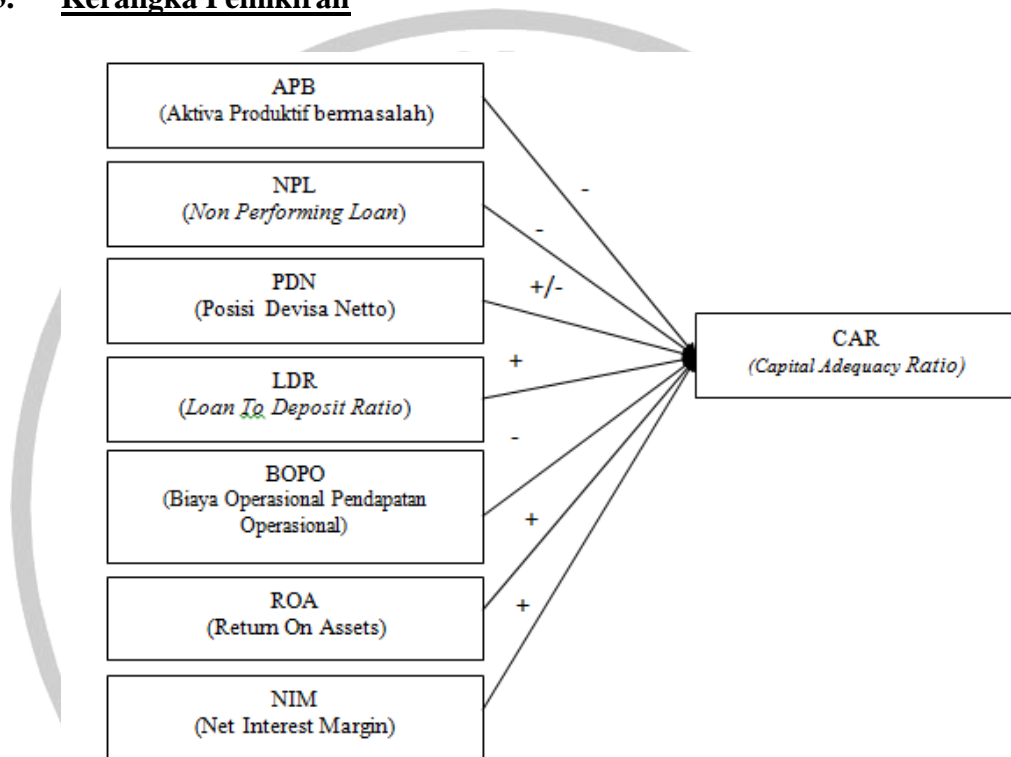 Kerangka Pemikiran
APB
(Aktiva Produktif bermasalah)
-
NPL
(Non Performing Loan)
-
PDN
(Posisi Devisa Netto)
+/-
CAR
(Capital Adequacy Ratio)
LDR
(Loan To Deposit Ratio)
+
BOPO
(Biaya Operasional Pendapatan
Operasional)
-
ROA
(Return On Assets)
+
NIM
(Net Interest Margin)
+